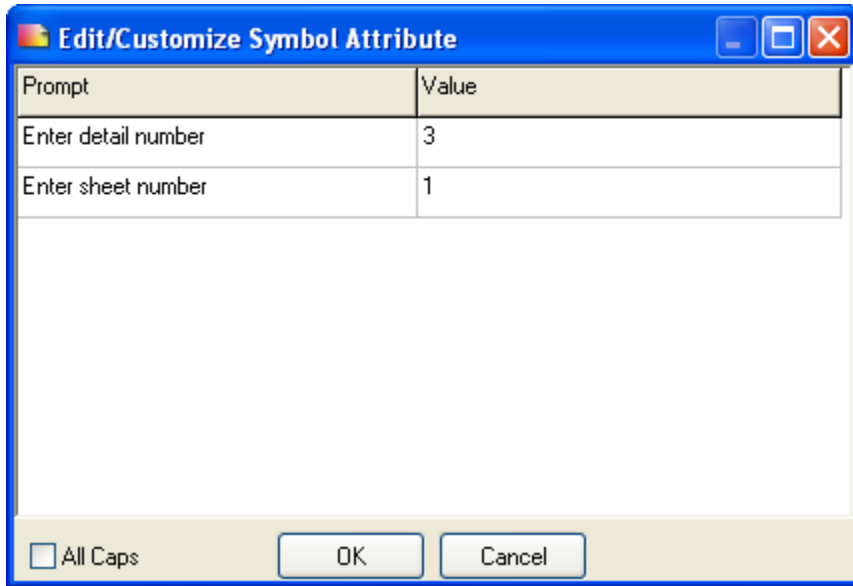 Edit/Customize Symbol Attribute
Prompt Value
Enter detail number 3
Enter sheet number 1
All Caps OK Cancel